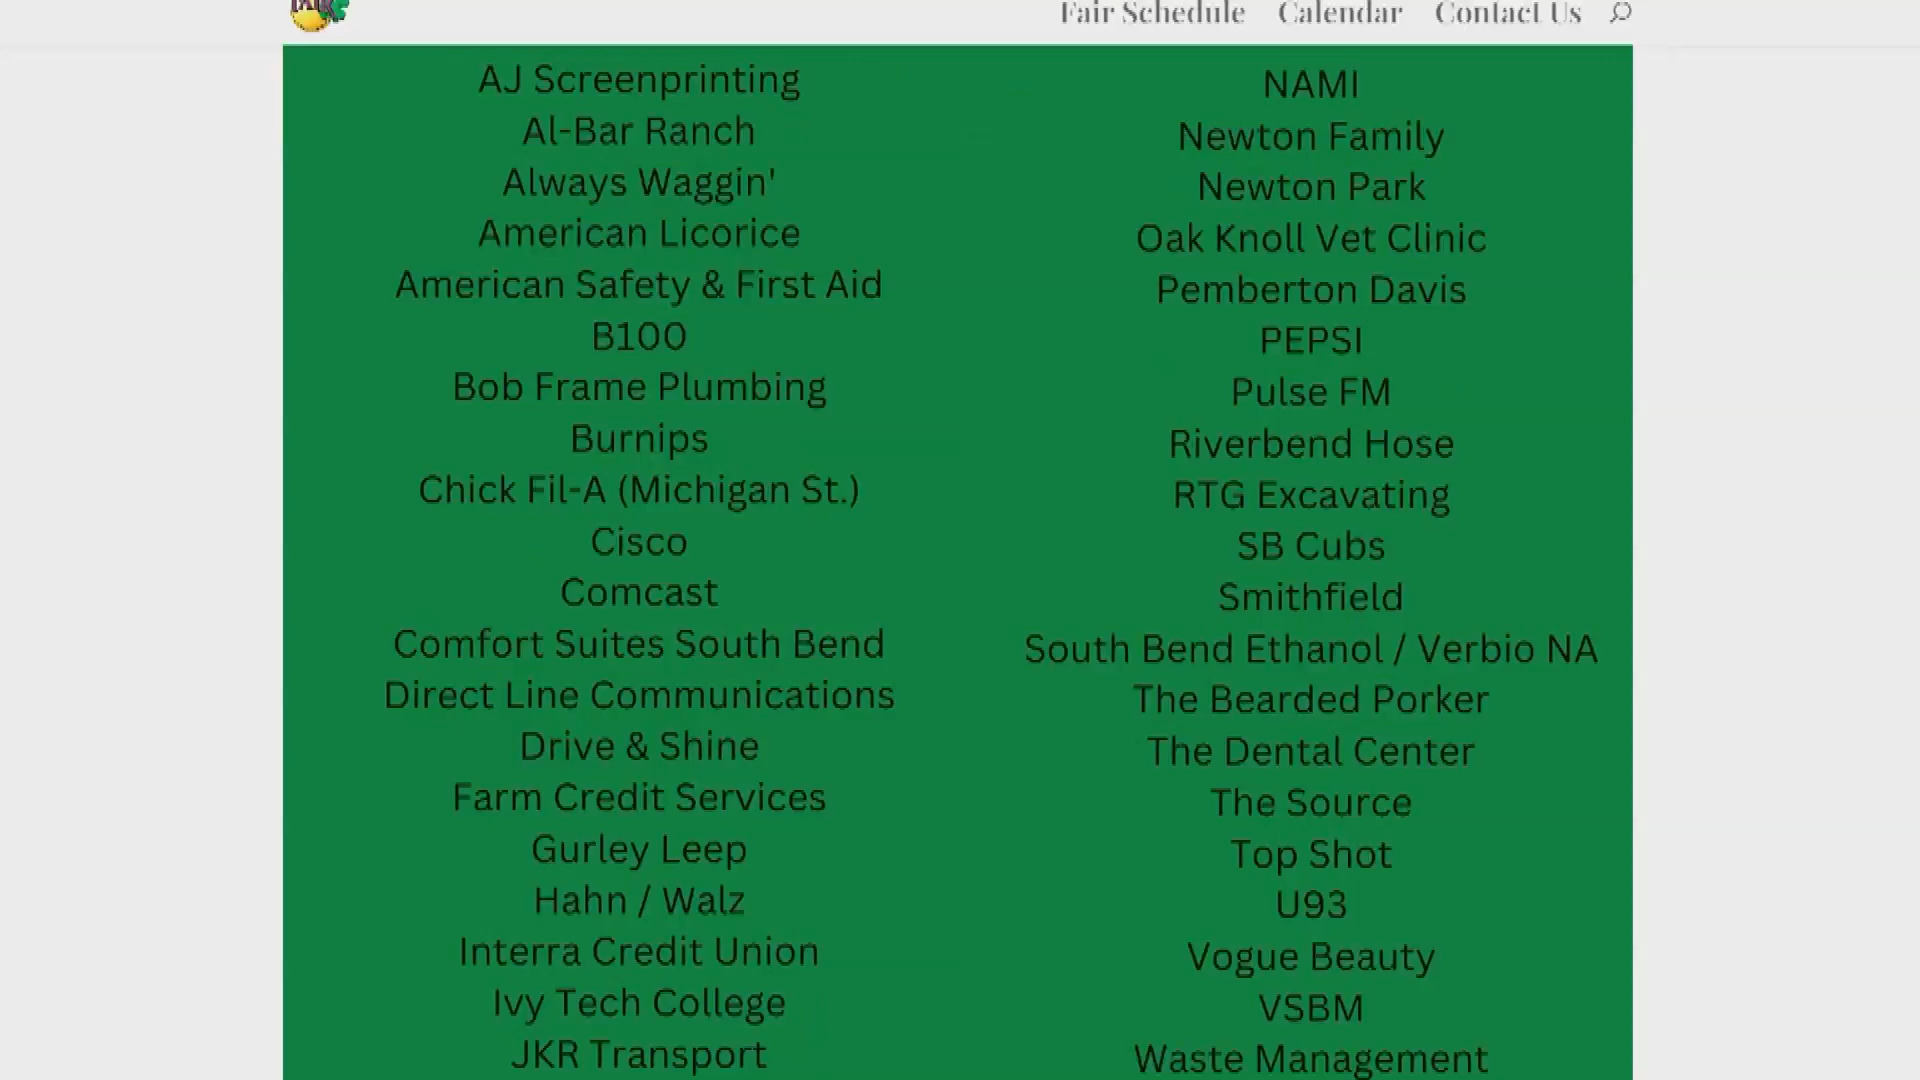 Fair Schedule Calendar Contact Us
AJ Screenprinting
Al-Bar Ranch
Always Waggin'
American Licorice
American Safety & First Aid
B100
Bob Frame Plumbing
Burnips
Chick Fil-A (Michigan St.)
Cisco
Comcast
Comfort Suites South Bend
Direct Line Communications
Drive & Shine
Farm Credit Services
Gurley Leep
Hahn / Walz
Interra Credit Union
Ivy Tech College
JKR Transport
NAMI
Newton Family
Newton Park
Oak Knoll Vet Clinic
Pemberton Davis
PEPSI
Pulse FM
Riverbend Hose
RTG Excavating
SB Cubs
Smithfield
South Bend Ethanol / Verbio NA
The Bearded Porker
The Dental Center
The Source
Top Shot
U93
Vogue Beauty
VSBM
Waste Management